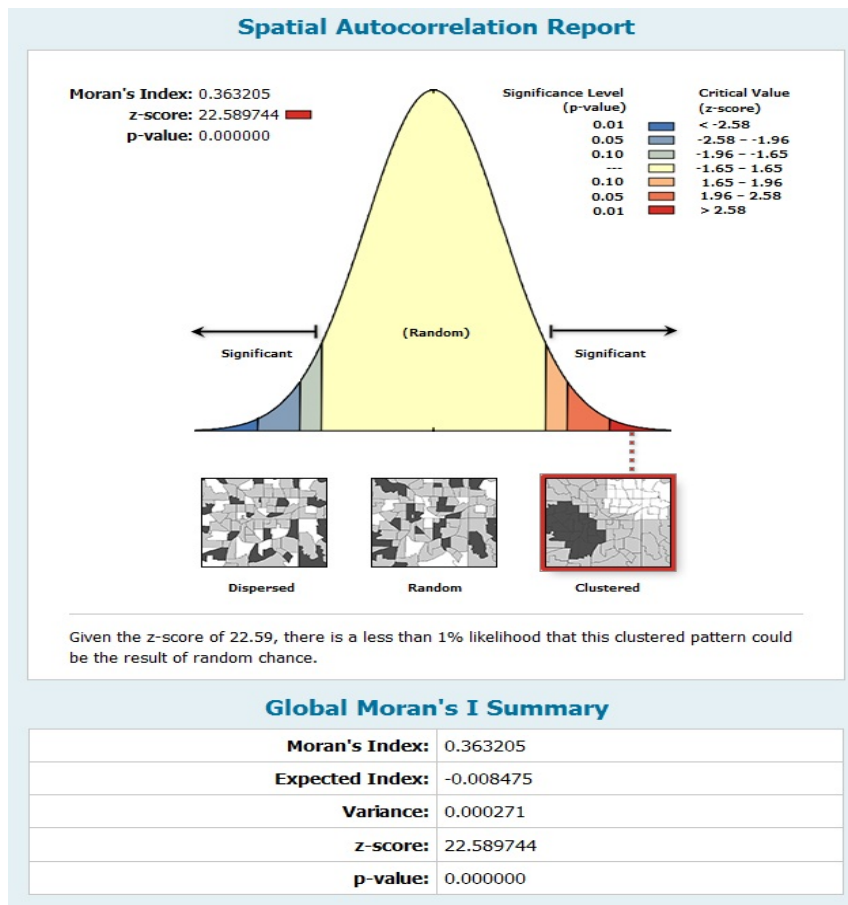 Spatial Autocorrelation Report
Moran's Index: 0.363205
z-score: 22.589744
p-value: 0.000000
Significance Level (p-value) Critical Value (z-score)
0.01 < -2.58
0.05 -2.58 – -1.96
0.10 -1.96 – -1.65
--- -1.65 – 1.65
0.10 1.65 – 1.96
0.05 1.96 – 2.58
0.01 > 2.58
(Random)
Significant Significant
Dispersed Random Clustered
Given the z-score of 22.59, there is a less than 1% likelihood that this clustered pattern could
be the result of random chance.
Global Moran's I Summary
Moran's Index: 0.363205
Expected Index: -0.008475
Variance: 0.000271
z-score: 22.589744
p-value: 0.000000